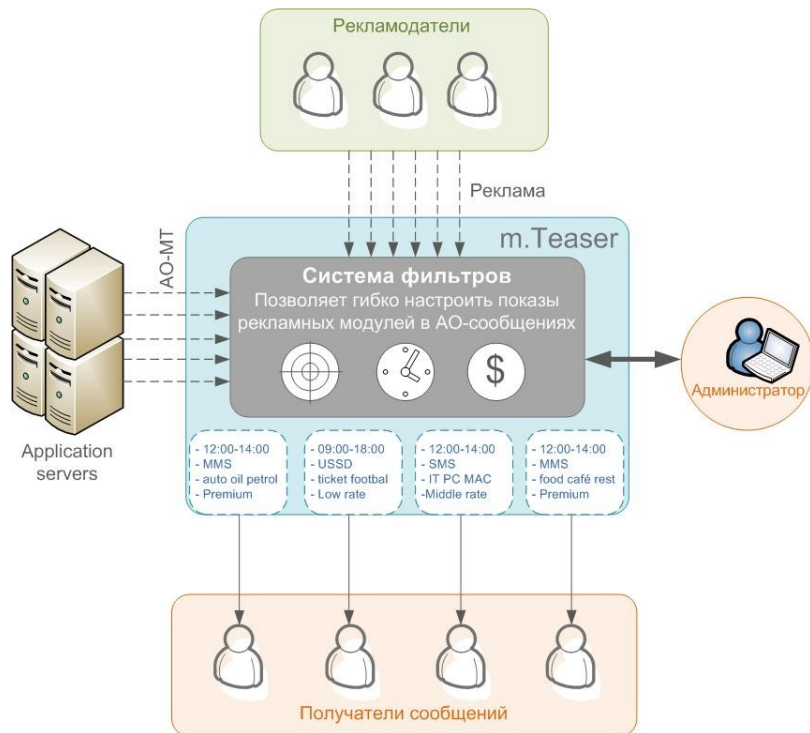 Рекламодатели
Реклама
m.Teaser
АО-МТ
Система фильтров
Позволяет гибко настроить показы
рекламных модулей в АО-сообщениях
$
Администратор
Application
servers
- 12:00-14:00
- MMS
- auto oil petrol
- Premium
- 09:00-18:00
- USSD
- ticket footbal
- Low rate
- 12:00-14:00
- SMS
- IT PC MAC
-Middle rate
- 12:00-14:00
- MMS
- food café rest
- Premium
Получатели сообщений